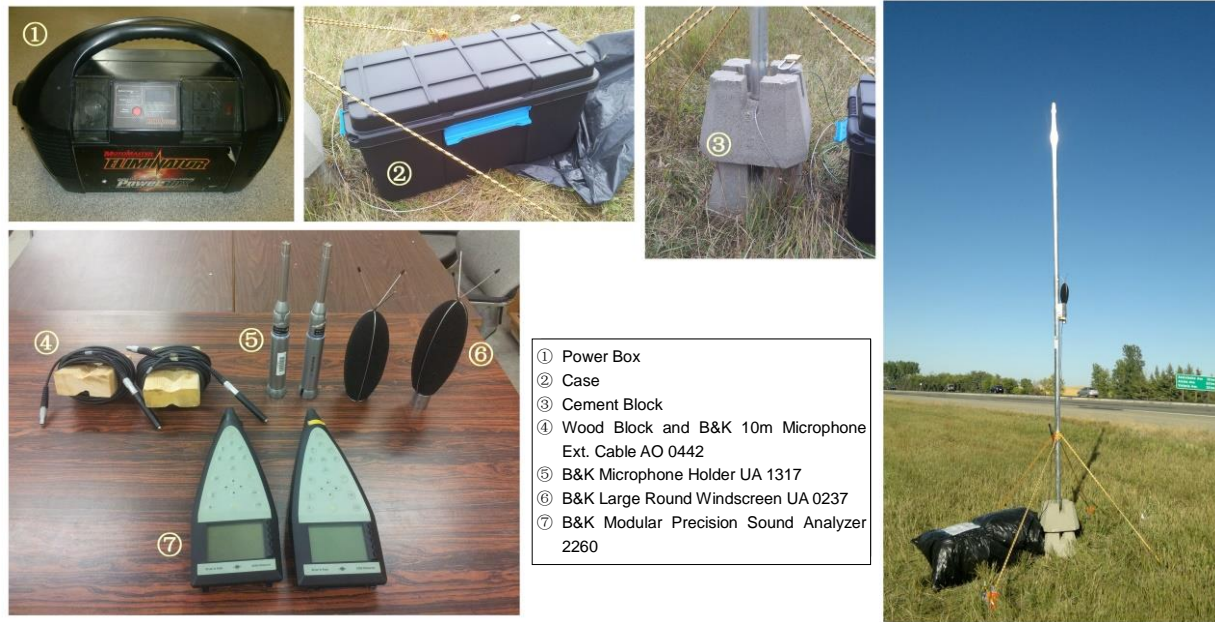 ①
MotoMaster
ELIMINATOR
PowerBox
②
③
④
⑤
⑥
⑦
① Power Box
② Case
③ Cement Block
④ Wood Block and B&K 10m Microphone
Ext. Cable AO 0442
⑤ B&K Microphone Holder UA 1317
⑥ B&K Large Round Windscreen UA 0237
⑦ B&K Modular Precision Sound Analyzer
2260